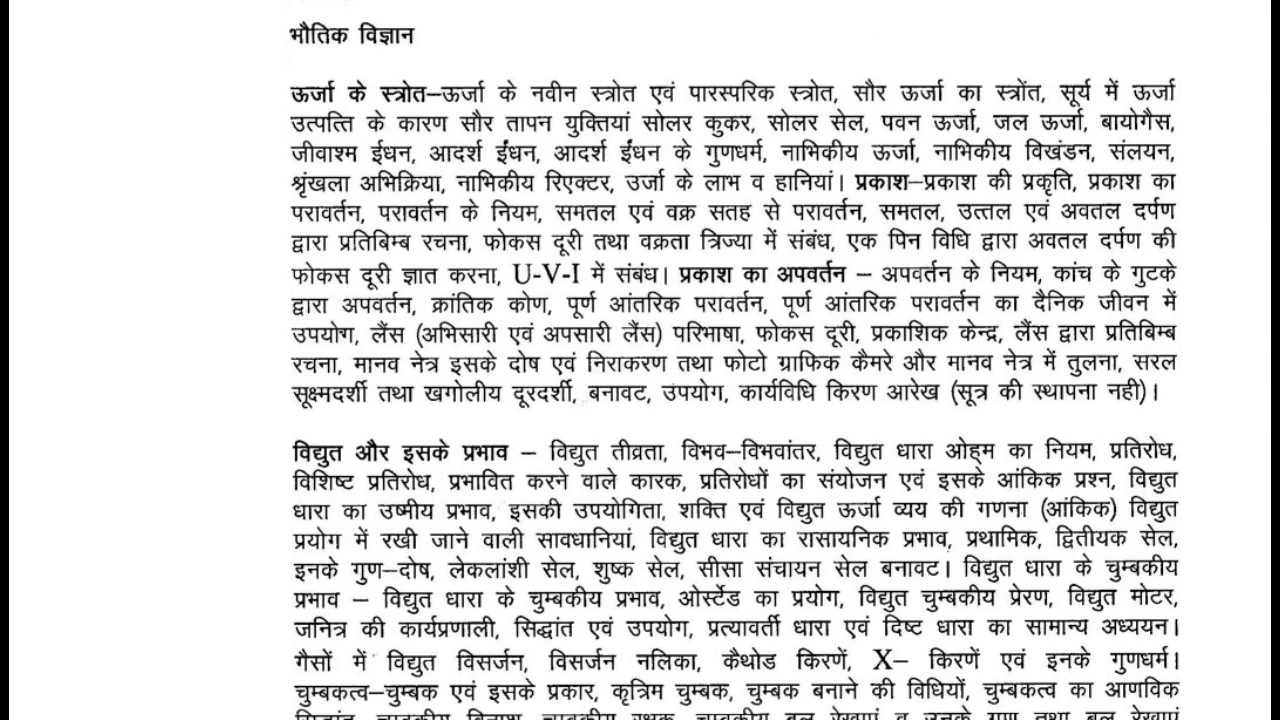 भौतिक विज्ञान
ऊर्जा के स्त्रोत–ऊर्जा के नवीन स्त्रोत एवं पारस्परिक स्त्रोत, सौर ऊर्जा का स्त्रोंत, सूर्य में ऊर्जा
उत्पत्ति के कारण सौर तापन युक्तियां सोलर कुकर, सोलर सेल, पवन ऊर्जा, जल ऊर्जा, बायोगैस,
जीवाश्म ईधन, आदर्श ईंधन, आदर्श ईंधन के गुणधर्म, नाभिकीय ऊर्जा, नाभिकीय विखंडन, संलयन,
श्रृंखला अभिक्रिया, नाभिकीय रिएक्टर, उर्जा के लाभ व हानियां। प्रकाश–प्रकाश की प्रकृति, प्रकाश का
परावर्तन, परावर्तन के नियम, समतल एवं वक्र सतह से परावर्तन, समतल, उत्तल एवं अवतल दर्पण
द्वारा प्रतिबिम्ब रचना, फोकस दूरी तथा वक्रता त्रिज्या में संबंध, एक पिन विधि द्वारा अवतल दर्पण की
फोकस दूरी ज्ञात करना, U-V-I में संबंध। प्रकाश का अपवर्तन – अपवर्तन के नियम, कांच के गुटके
द्वारा अपवर्तन, क्रांतिक कोण, पूर्ण आंतरिक परावर्तन, पूर्ण आंतरिक परावर्तन का दैनिक जीवन में
उपयोग, लैंस (अभिसारी एवं अपसारी लैंस) परिभाषा, फोकस दूरी, प्रकाशिक केन्द्र, लैंस द्वारा प्रतिबिम्ब
रचना, मानव नेत्र इसके दोष एवं निराकरण तथा फोटो ग्राफिक कैमरे और मानव नेत्र में तुलना, सरल
सूक्ष्मदर्शी तथा खगोलीय दूरदर्शी, बनावट, उपयोग, कार्यविधि किरण आरेख (सूत्र की स्थापना नही)।
विद्युत और इसके प्रभाव – विद्युत तीव्रता, विभव–विभवांतर, विद्युत धारा ओह्म का नियम, प्रतिरोध,
विशिष्ट प्रतिरोध, प्रभावित करने वाले कारक, प्रतिरोधों का संयोजन एवं इसके आंकिक प्रश्न, विद्युत
धारा का उष्मीय प्रभाव, इसकी उपयोगिता, शक्ति एवं विद्युत ऊर्जा व्यय की गणना (आंकिक) विद्युत
प्रयोग में रखी जाने वाली सावधानियां, विद्युत धारा का रासायनिक प्रभाव, प्रथामिक, द्वितीयक सेल,
इनके गुण–दोष, लेकलांशी सेल, शुष्क सेल, सीसा संचायन सेल बनावट। विद्युत धारा के चुम्बकीय
प्रभाव – विद्युत धारा के चुम्बकीय प्रभाव, ओर्स्टेड का प्रयोग, विद्युत चुम्बकीय प्रेरण, विद्युत मोटर,
जनित्र की कार्यप्रणाली, सिद्धांत एवं उपयोग, प्रत्यावर्ती धारा एवं दिष्ट धारा का सामान्य अध्ययन।
गैसों में विद्युत विसर्जन, विसर्जन नलिका, कैथोड किरणें, X– किरणें एवं इनके गुणधर्म।
चुम्बकत्व–चुम्बक एवं इसके प्रकार, कृत्रिम चुम्बक, चुम्बक बनाने की विधियों, चुम्बकत्व का आणविक